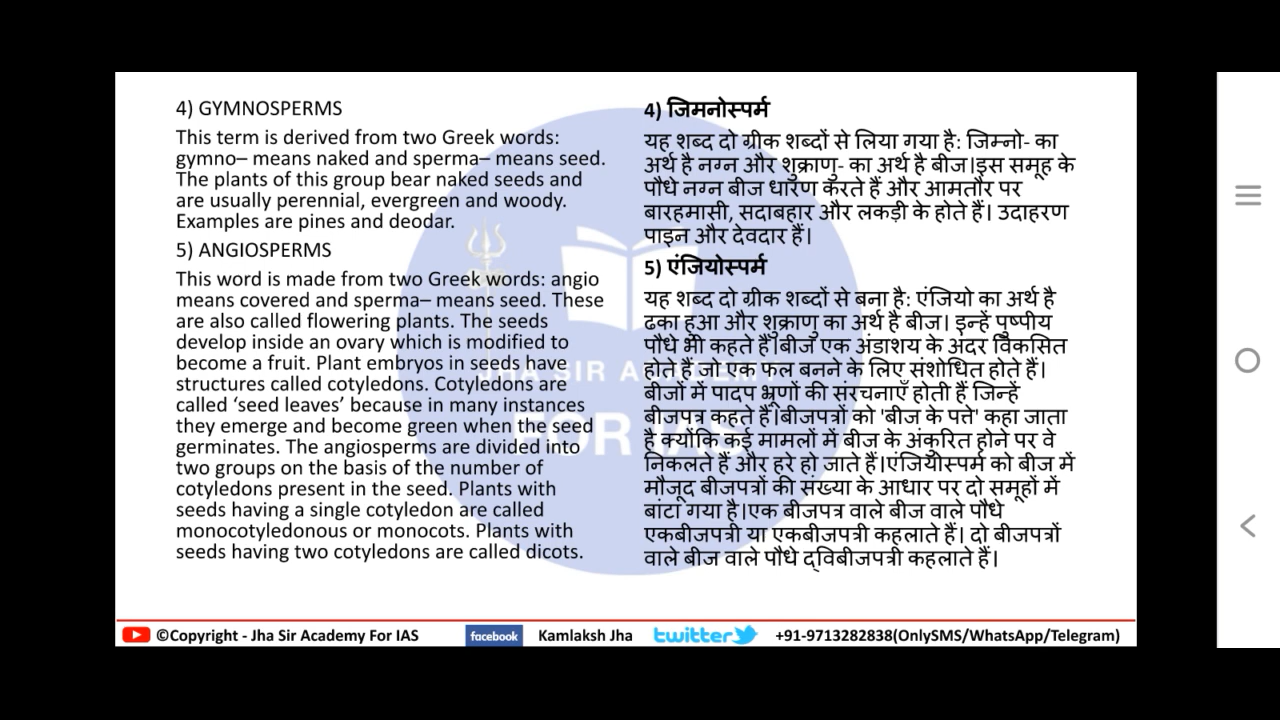 4) GYMNOSPERMS
This term is derived from two Greek words:
gymno– means naked and sperma– means seed.
The plants of this group bear naked seeds and
are usually perennial, evergreen and woody.
Examples are pines and deodar.
5) ANGIOSPERMS
This word is made from two Greek words: angio
means covered and sperma– means seed. These
are also called flowering plants. The seeds
develop inside an ovary which is modified to
become a fruit. Plant embryos in seeds have
structures called cotyledons. Cotyledons are
called ‘seed leaves’ because in many instances
they emerge and become green when the seed
germinates. The angiosperms are divided into
two groups on the basis of the number of
cotyledons present in the seed. Plants with
seeds having a single cotyledon are called
monocotyledonous or monocots. Plants with
seeds having two cotyledons are called dicots.
4) जिमनोस्पर्म
यह शब्द दो ग्रीक शब्दों से लिया गया है: जिम्नो- का
अर्थ है नग्न और शुक्राणु- का अर्थ है बीज।इस समूह के
पौधे नग्न बीज धारण करते हैं और आमतौर पर
बारहमासी, सदाबहार और लकड़ी के होते हैं। उदाहरण
पाइन और देवदार हैं।
5) एंजियोस्पर्म
यह शब्द दो ग्रीक शब्दों से बना है: एंजियो का अर्थ है
ढका हुआ और शुक्राणु का अर्थ है बीज। इन्हें पुष्पीय
पौधे भी कहते हैं।बीज एक अंडाशय के अंदर विकसित
होते हैं जो एक फल बनने के लिए संशोधित होते हैं।
बीजों में पादप भ्रूणों की संरचनाएँ होती हैं जिन्हें
बीजपत्र कहते हैं।बीजपत्रों को 'बीज के पत्ते' कहा जाता
है क्योंकि कई मामलों में बीज के अंकुरित होने पर वे
निकलते हैं और हरे हो जाते हैं।एंजियोस्पर्म को बीज में
मौजूद बीजपत्रों की संख्या के आधार पर दो समूहों में
बांटा गया है।एक बीजपत्र वाले बीज वाले पौधे
एकबीजपत्री या एकबीजपत्री कहलाते हैं। दो बीजपत्रों
वाले बीज वाले पौधे द्विबीजपत्री कहलाते हैं।
JHA SIR ACADEMY
FOR IAS
©Copyright - Jha Sir Academy For IAS facebook Kamlaksh Jha twitter +91-9713282838(OnlySMS/WhatsApp/Telegram)